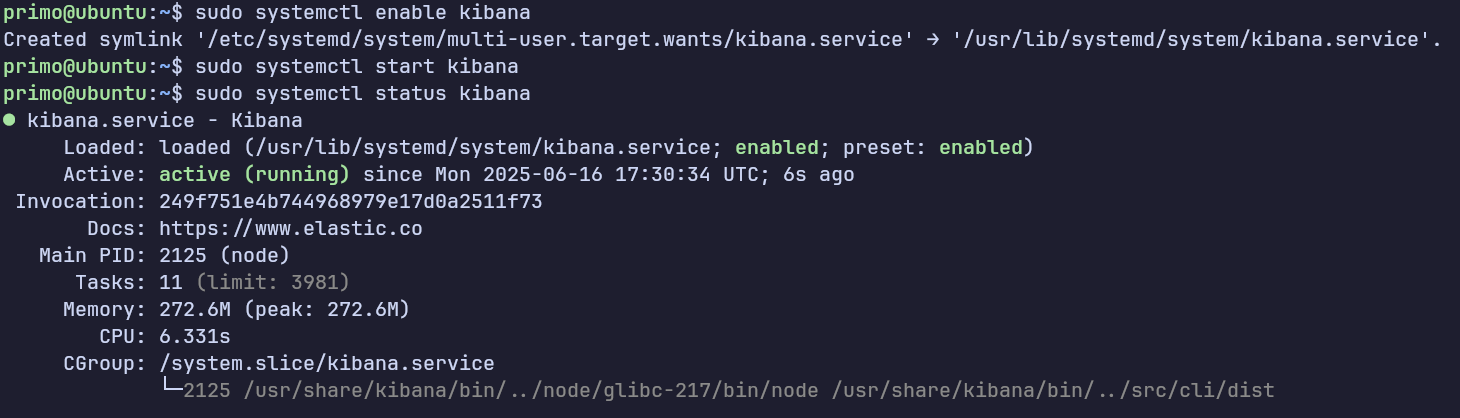 primo@ubuntu:~$ sudo systemctl enable kibana
Created symlink '/etc/systemd/system/multi-user.target.wants/kibana.service' → '/usr/lib/systemd/system/kibana.service'.
primo@ubuntu:~$ sudo systemctl start kibana
primo@ubuntu:~$ sudo systemctl status kibana
● kibana.service - Kibana
     Loaded: loaded (/usr/lib/systemd/system/kibana.service; enabled; preset: enabled)
     Active: active (running) since Mon 2025-06-16 17:30:34 UTC; 6s ago
 Invocation: 249f751e4b744968979e17d0a2511f73
       Docs: https://www.elastic.co
   Main PID: 2125 (node)
      Tasks: 11 (limit: 3981)
     Memory: 272.6M (peak: 272.6M)
        CPU: 6.331s
     CGroup: /system.slice/kibana.service
             └─2125 /usr/share/kibana/bin/../node/glibc-217/bin/node /usr/share/kibana/bin/../src/cli/dist